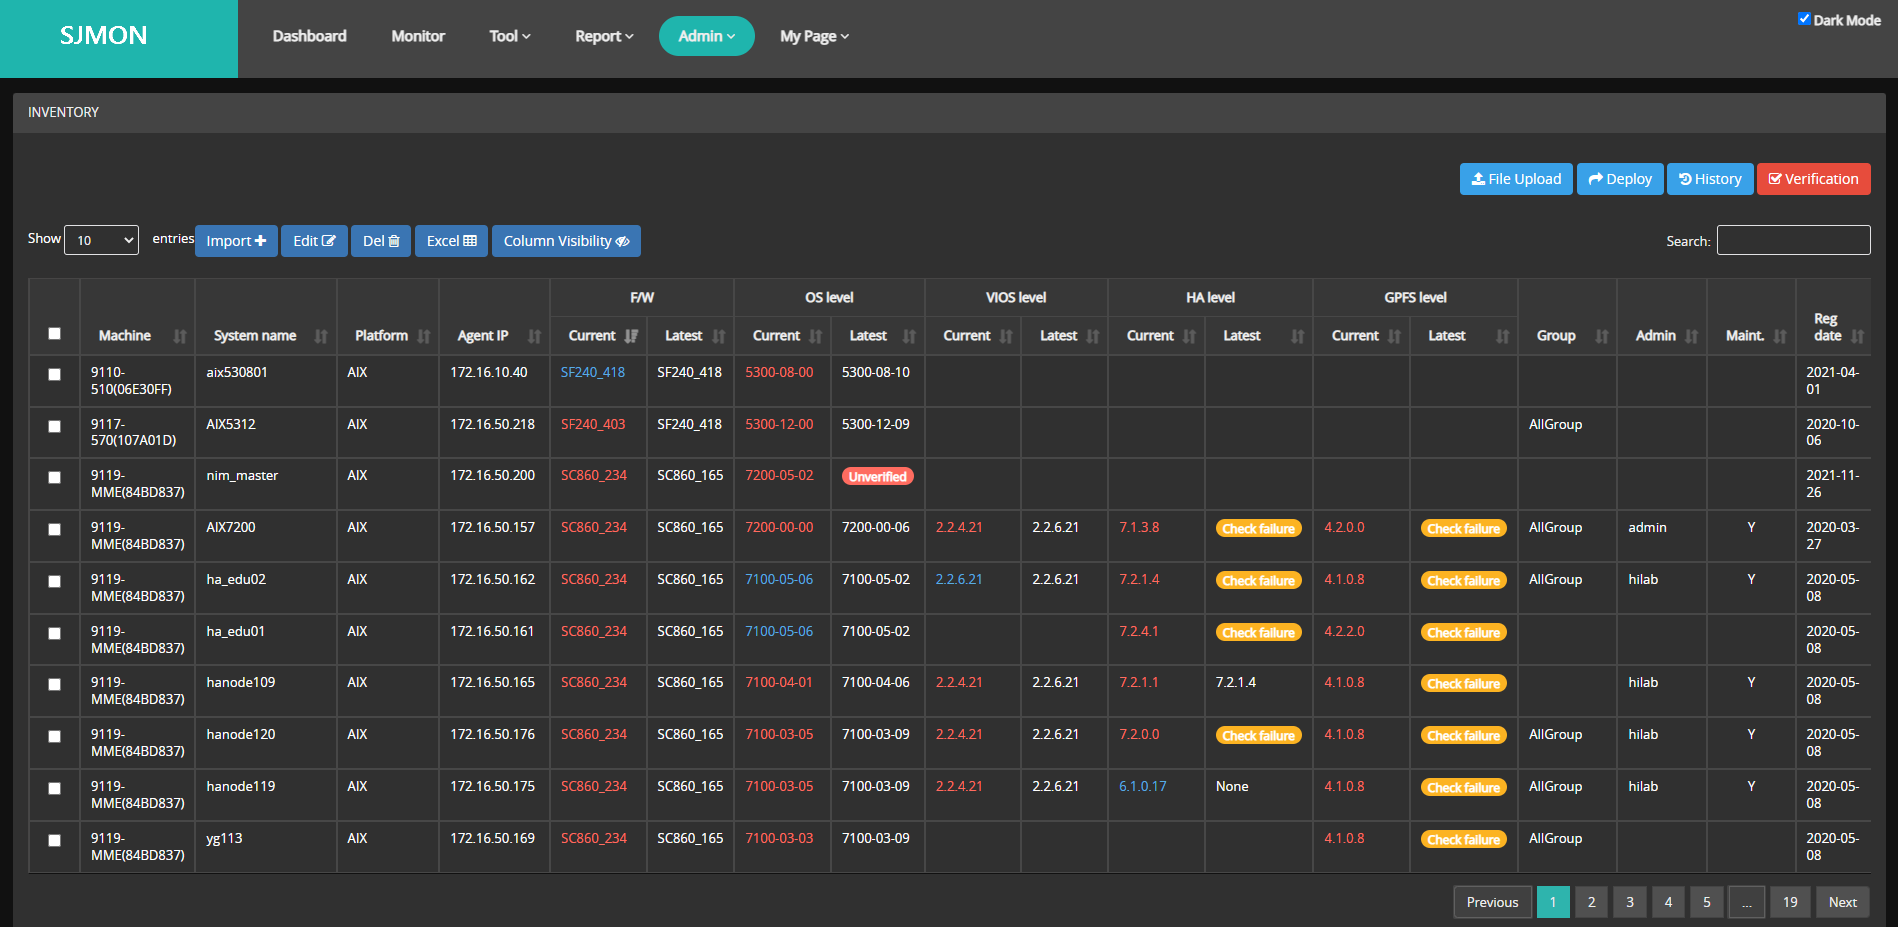 SJMON
Dashboard Monitor Tool Report Admin My Page
Dark Mode
INVENTORY
File Upload Deploy History Verification
Show 10 entries Import Edit Del Excel Column Visibility Search:
F/W OS level VIOS level HA level GPFS level
Machine System name Platform Agent IP Current Latest Current Latest Current Latest Current Latest Current Latest Group Admin Maint. Reg
date
9110- aix530801 AIX 172.16.10.40 SF240_418 SF240_418 5300-08-00 5300-08-10 2021-04-
510(06E30FF) 01
9117- AIX5312 AIX 172.16.50.218 SF240_403 SF240_418 5300-12-00 5300-12-09 AllGroup 2020-10-
570(107A01D) 06
9119- nim_master AIX 172.16.50.200 SC860_234 SC860_165 7200-05-02 Unverified 2021-11-
MME(84BD837) 26
9119- AIX7200 AIX 172.16.50.157 SC860_234 SC860_165 7200-00-00 7200-00-06 2.2.4.21 2.2.6.21 7.1.3.8 Check failure 4.2.0.0 Check failure AllGroup admin Y 2020-03-
MME(84BD837) 27
9119- ha_edu02 AIX 172.16.50.162 SC860_234 SC860_165 7100-05-06 7100-05-02 2.2.6.21 2.2.6.21 7.2.1.4 Check failure 4.1.0.8 Check failure AllGroup hilab Y 2020-05-
MME(84BD837) 08
9119- ha_edu01 AIX 172.16.50.161 SC860_234 SC860_165 7100-05-06 7100-05-02 7.2.4.1 Check failure 4.2.2.0 Check failure 2020-05-
MME(84BD837) 08
9119- hanode109 AIX 172.16.50.165 SC860_234 SC860_165 7100-04-01 7100-04-06 2.2.4.21 2.2.6.21 7.2.1.1 7.2.1.4 4.1.0.8 Check failure hilab Y 2020-05-
MME(84BD837) 08
9119- hanode120 AIX 172.16.50.176 SC860_234 SC860_165 7100-03-05 7100-03-09 2.2.4.21 2.2.6.21 7.2.0.0 Check failure 4.1.0.8 Check failure AllGroup hilab Y 2020-05-
MME(84BD837) 08
9119- hanode119 AIX 172.16.50.175 SC860_234 SC860_165 7100-03-05 7100-03-09 2.2.4.21 2.2.6.21 6.1.0.17 None 4.1.0.8 Check failure AllGroup hilab Y 2020-05-
MME(84BD837) 08
9119- yg113 AIX 172.16.50.169 SC860_234 SC860_165 7100-03-03 7100-03-09 4.1.0.8 Check failure AllGroup 2020-05-
MME(84BD837) 08
Previous 1 2 3 4 5 ... 19 Next